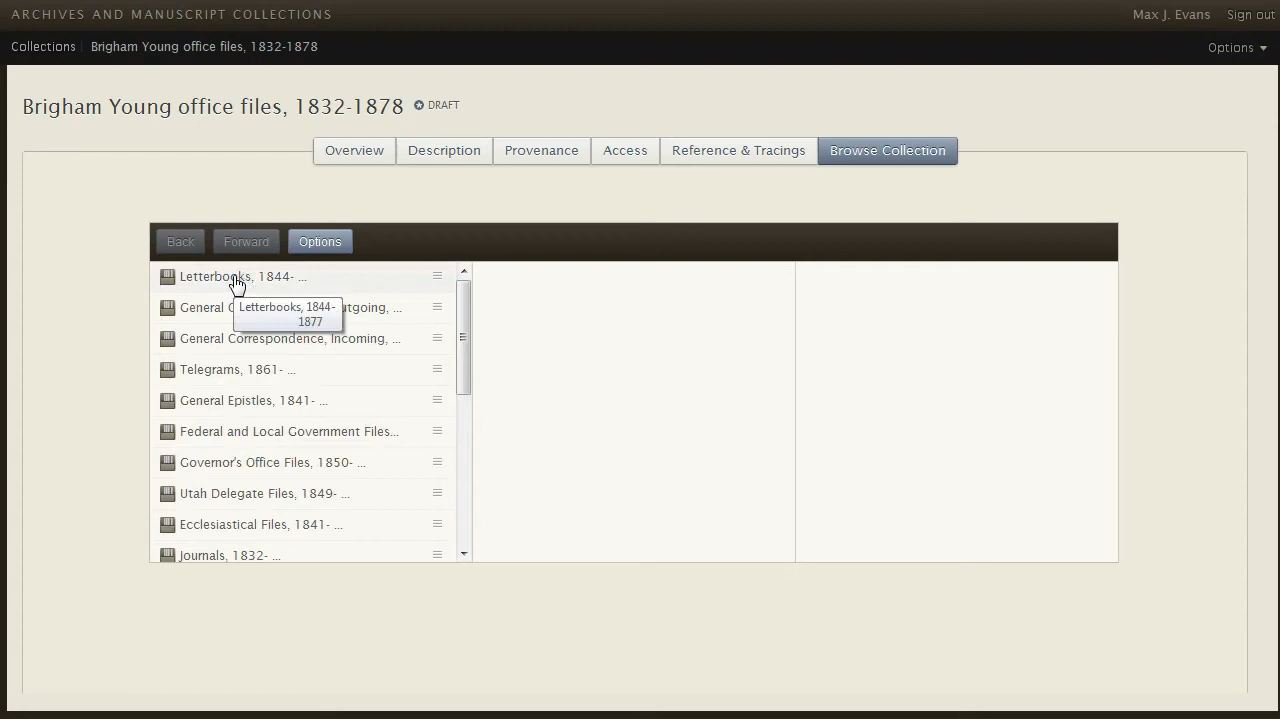 ARCHIVES AND MANUSCRIPT COLLECTIONS
Max J. Evans Sign out
Collections Brigham Young office files, 1832-1878
Options
Brigham Young office files, 1832-1878 DRAFT
Overview Description Provenance Access Reference & Tracings Browse Collection
Back Forward Options
Letterbooks, 1844- ...
Letterbooks, 1844-
1877
General utgoing, ...
General Correspondence, Incoming, ...
Telegrams, 1861- ...
General Epistles, 1841- ...
Federal and Local Government Files...
Governor's Office Files, 1850- ...
Utah Delegate Files, 1849- ...
Ecclesiastical Files, 1841- ...
Journals, 1832- ...